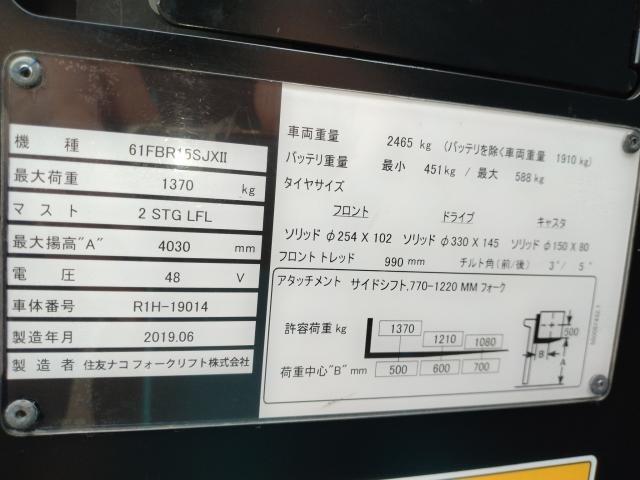 機 種 61FBR15SJXII
最大荷重 1370 kg
マスト 2 STG LFL
最大揚高"A" 4030 mm
電 圧 48 V
車体番号 R1H-19014
製造年月 2019.06
製造者 住友ナコ フォークリフト株式会社
車両重量 2465 kg (バッテリを除く車両重量 1910 kg)
バッテリ重量 最小 451 kg / 最大 588 kg
タイヤサイズ
フロント ドライブ キャスタ
ソリッド φ254 X 102 ソリッド φ330 X 145 ソリッド φ150 X 80
フロント トレッド 990 mm チルト角(前/後) 3°/ 5°
アタッチメント サイドシフト,770-1220 MM フォーク
許容荷重 kg 1370 1210 1080
荷重中心"B" mm 500 600 700
500
B
A